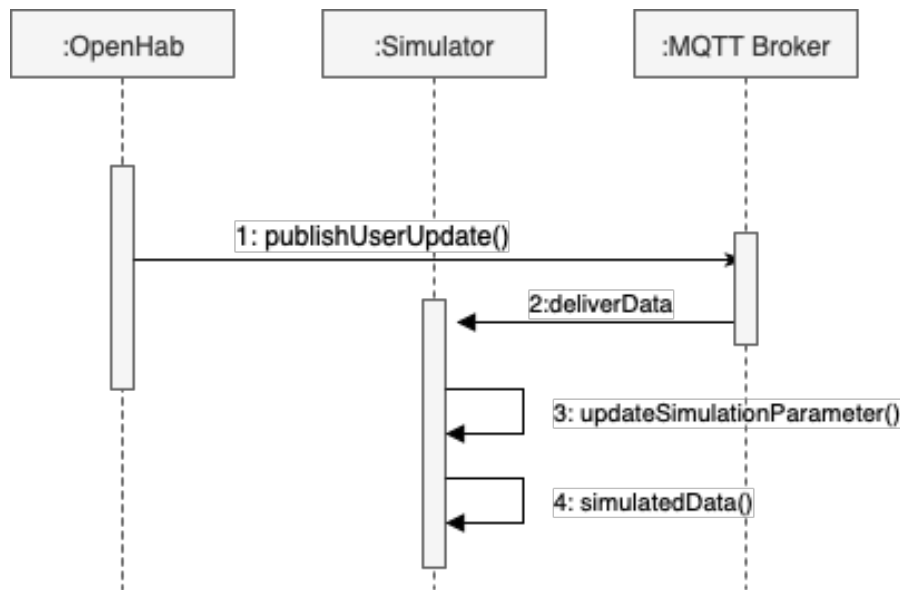 :OpenHab
:Simulator
:MQTT Broker
1: publishUserUpdate()
2:deliverData
3: updateSimulationParameter()
4: simulatedData()